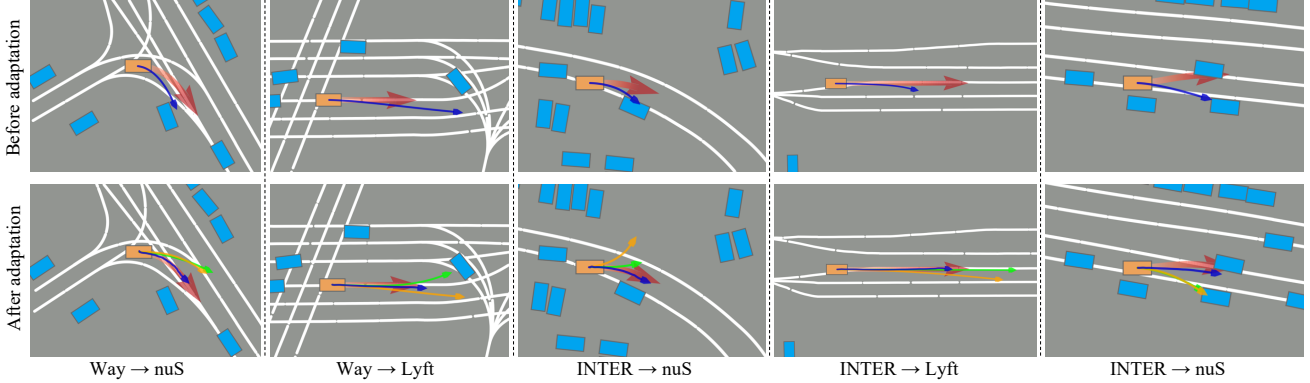 Before adaptation
After adaptation
Way → nuS
Way → Lyft
INTER → nuS
INTER → Lyft
INTER → nuS